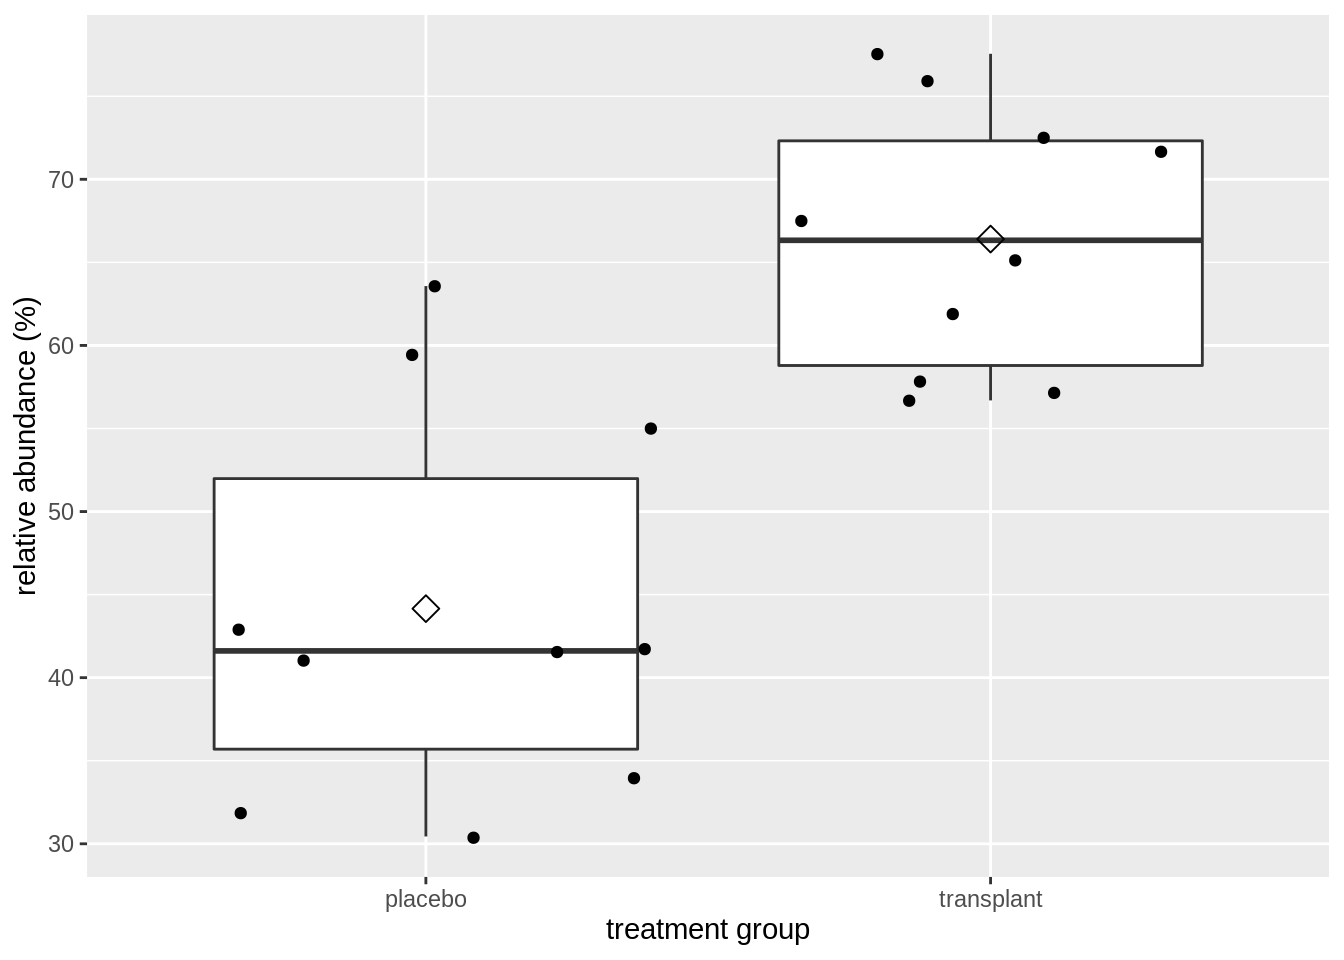 relative abundance (%)
70
60
50
40
30
placebo
transplant
treatment group